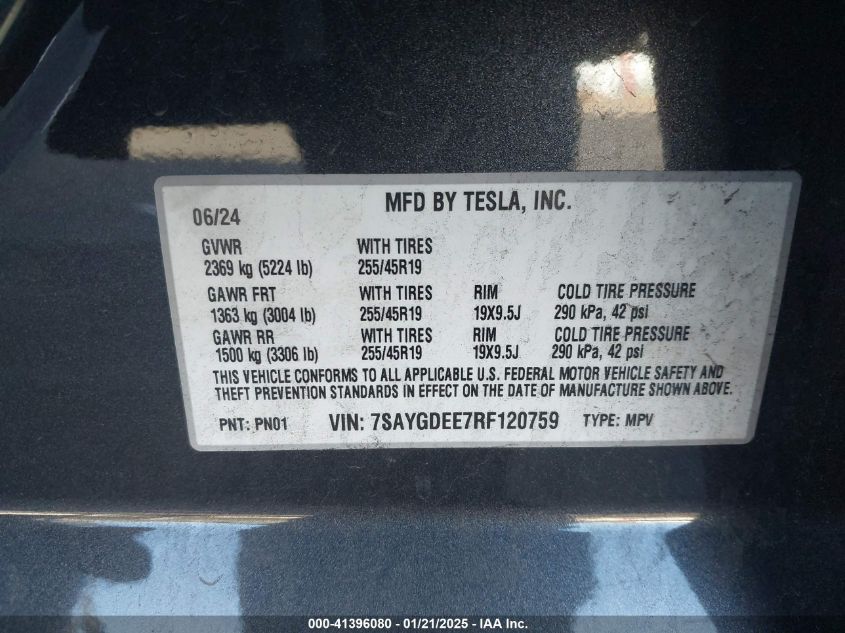 MFD BY TESLA, INC.
06/24
GVWR WITH TIRES
2369 kg (5224 lb) 255/45R19
GAWR FRT WITH TIRES RIM COLD TIRE PRESSURE
1363 kg (3004 lb) 255/45R19 19X9.5J 290 kPa, 42 psi
GAWR RR WITH TIRES RIM COLD TIRE PRESSURE
1500 kg (3306 lb) 255/45R19 19X9.5J 290 kPa, 42 psi
THIS VEHICLE CONFORMS TO ALL APPLICABLE U.S. FEDERAL MOTOR VEHICLE SAFETY AND
THEFT PREVENTION STANDARDS IN EFFECT ON THE DATE OF MANUFACTURE SHOWN ABOVE.
PNT: PN01 VIN: 7SAYGDEE7RF120759 TYPE: MPV
000-41396080 - 01/21/2025 - IAA Inc.